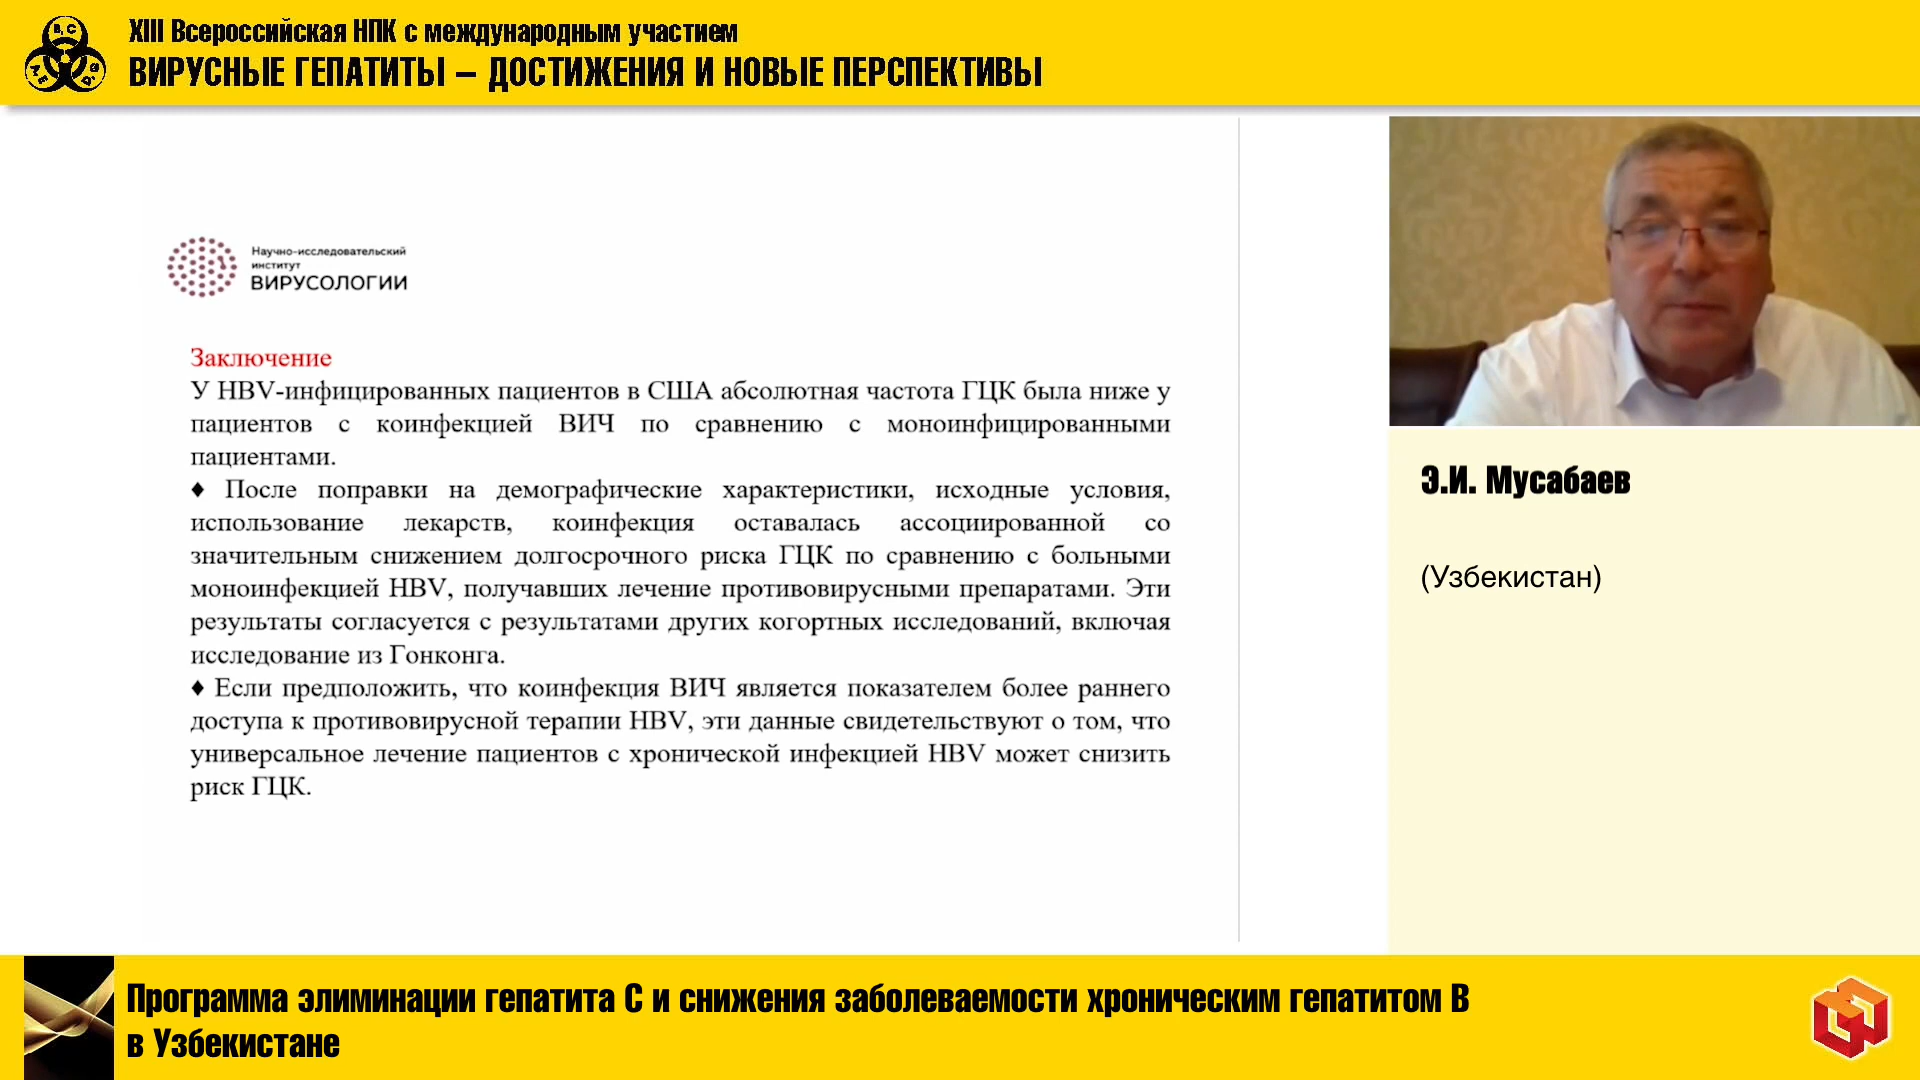 XIII Всероссийская НПК с международным участием
ВИРУСНЫЕ ГЕПАТИТЫ – ДОСТИЖЕНИЯ И НОВЫЕ ПЕРСПЕКТИВЫ
Научно-исследовательский
институт
ВИРУСОЛОГИИ
Заключение
У HBV-инфицированных пациентов в США абсолютная частота ГЦК была ниже у
пациентов с коинфекцией ВИЧ по сравнению с моноинфицированными
пациентами.
♦ После поправки на демографические характеристики, исходные условия,
использование лекарств, коинфекция оставалась ассоциированной со
значительным снижением долгосрочного риска ГЦК по сравнению с больными
моноинфекцией HBV, получавших лечение противовирусными препаратами. Эти
результаты согласуется с результатами других когортных исследований, включая
исследование из Гонконга.
♦ Если предположить, что коинфекция ВИЧ является показателем более раннего
доступа к противовирусной терапии HBV, эти данные свидетельствуют о том, что
универсальное лечение пациентов с хронической инфекцией HBV может снизить
риск ГЦК.
Э.И. Мусабаев
(Узбекистан)
Программа элиминации гепатита С и снижения заболеваемости хроническим гепатитом В
в Узбекистане